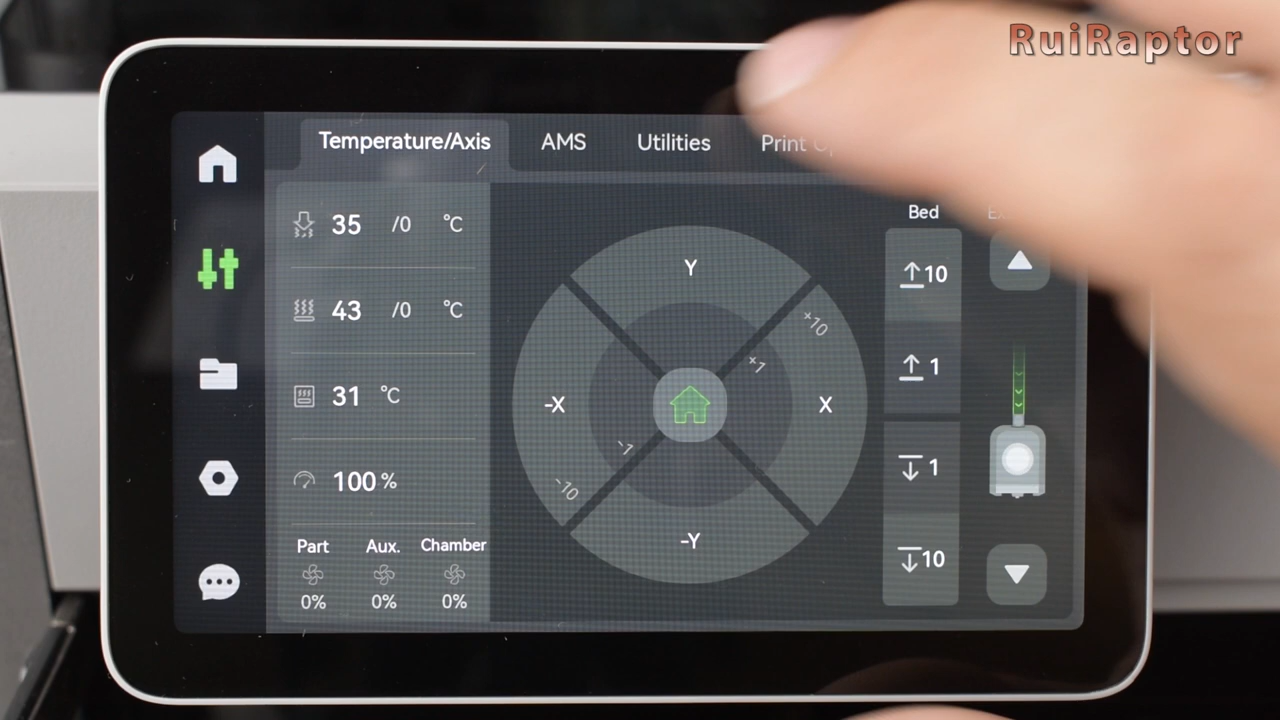 RuiRaptor
Temperature/Axis
AMS
Utilities
Print
35 /0 °C
43 /0 °C
31 °C
100 %
Part
Aux.
Chamber
0%
0%
0%
Y
+10
+1
-X
X
-1
-10
-Y
Bed
10
1
1
10